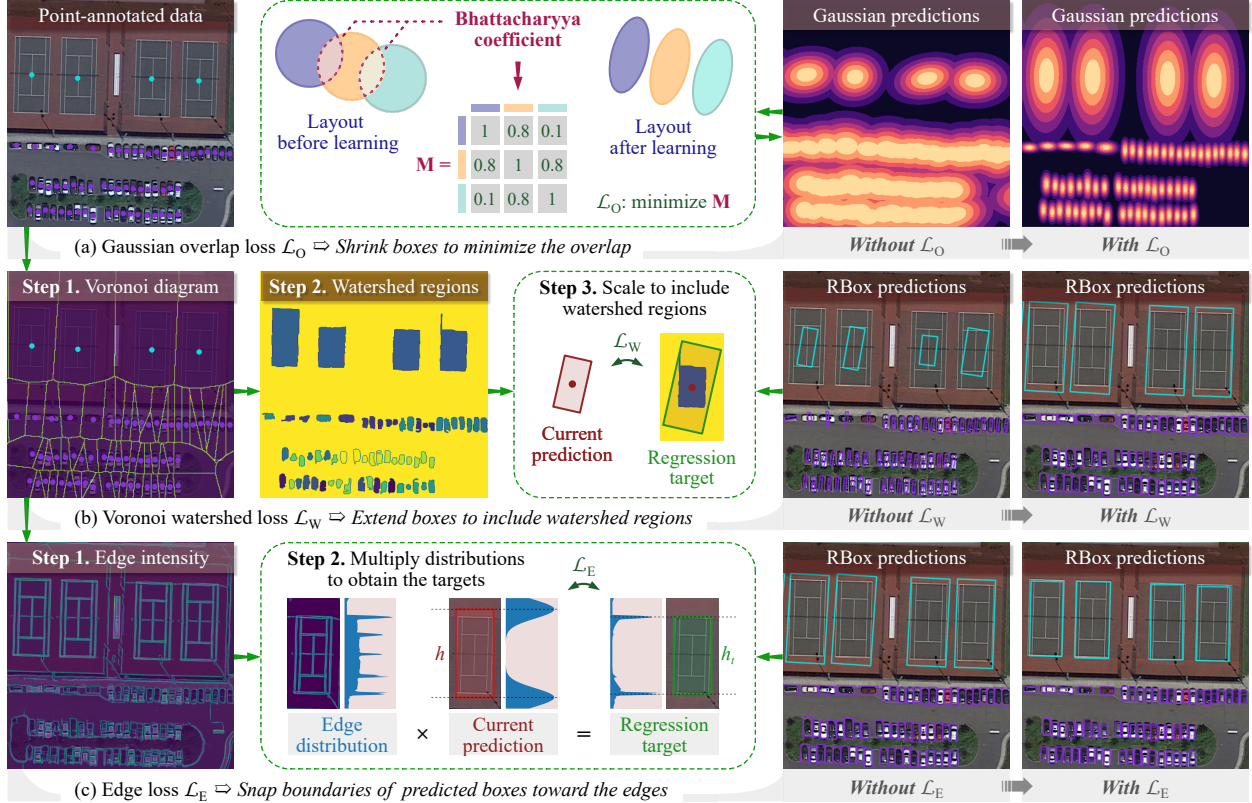 Point-annotated data
Bhattacharyya
coefficient
Layout
before learning
M =
1 0.8 0.1
0.8 1 0.8
0.1 0.8 1
Layout
after learning
ℒO: minimize M
Gaussian predictions
Gaussian predictions
(a) Gaussian overlap loss ℒO ⇨ Shrink boxes to minimize the overlap
Without ℒO
With ℒO
Step 1. Voronoi diagram
Step 2. Watershed regions
Step 3. Scale to include
watershed regions
ℒW
Current
prediction
Regression
target
RBox predictions
RBox predictions
(b) Voronoi watershed loss ℒW ⇨ Extend boxes to include watershed regions
Without ℒW
With ℒW
Step 1. Edge intensity
Step 2. Multiply distributions
to obtain the targets
ℒE
h
ht
Edge
distribution
×
Current
prediction
=
Regression
target
RBox predictions
RBox predictions
(c) Edge loss ℒE ⇨ Snap boundaries of predicted boxes toward the edges
Without ℒE
With ℒE